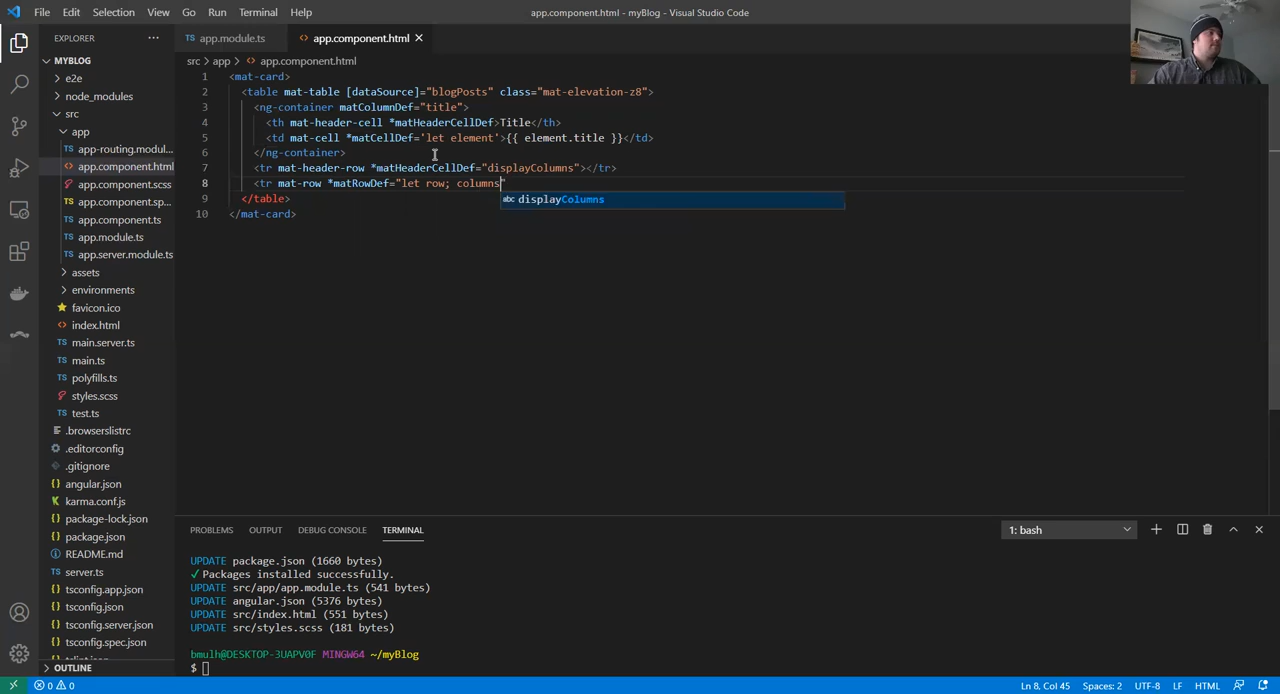 File Edit Selection View Go Run Terminal Help
app.component.html - myBlog - Visual Studio Code
EXPLORER ...
app.module.ts
app.component.html
MYBLOG
e2e
node_modules
src
app
app-routing.modul...
app.component.html
app.component.scss
app.component.sp...
app.component.ts
app.module.ts
app.server.module.ts
assets
environments
favicon.ico
index.html
main.server.ts
main.ts
polyfills.ts
styles.scss
test.ts
.browserslistrc
.editorconfig
.gitignore
angular.json
karma.conf.js
package-lock.json
package.json
README.md
server.ts
tsconfig.app.json
tsconfig.json
tsconfig.server.json
tsconfig.spec.json
OUTLINE
src > app > app.component.html
1 <mat-card>
2 <table mat-table [dataSource]="blogPosts" class="mat-elevation-z8">
3 <ng-container matColumnDef="title">
4 <th mat-header-cell *matHeaderCellDef>Title</th>
5 <td mat-cell *matCellDef='let element'>{{ element.title }}</td>
6 </ng-container>
7 <tr mat-header-row *matHeaderCellDef="displayColumns"></tr>
8 <tr mat-row *matRowDef="let row; columns"
abc displayColumns
9 </table>
10 </mat-card>
PROBLEMS OUTPUT DEBUG CONSOLE TERMINAL
1: bash
UPDATE package.json (1660 bytes)
✓ Packages installed successfully.
UPDATE src/app/app.module.ts (541 bytes)
UPDATE angular.json (5376 bytes)
UPDATE src/index.html (551 bytes)
UPDATE src/styles.scss (181 bytes)
bmulh@DESKTOP-3UAPV0F MINGW64 ~/myBlog
$
0 0
Ln 8, Col 45 Spaces: 2 UTF-8 LF HTML